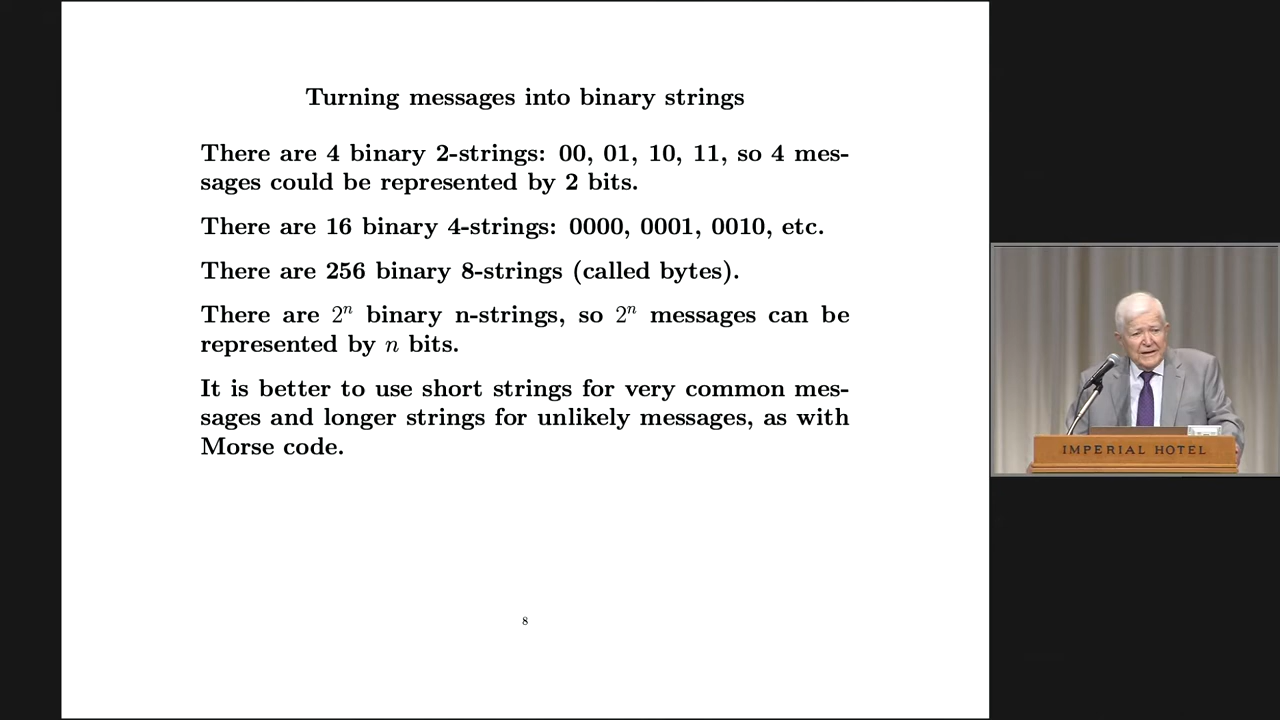 Turning messages into binary strings
There are 4 binary 2-strings: 00, 01, 10, 11, so 4 mes-
sages could be represented by 2 bits.
There are 16 binary 4-strings: 0000, 0001, 0010, etc.
There are 256 binary 8-strings (called bytes).
There are 2ⁿ binary n-strings, so 2ⁿ messages can be
represented by n bits.
It is better to use short strings for very common mes-
sages and longer strings for unlikely messages, as with
Morse code.
8
IMPERIAL HOTEL